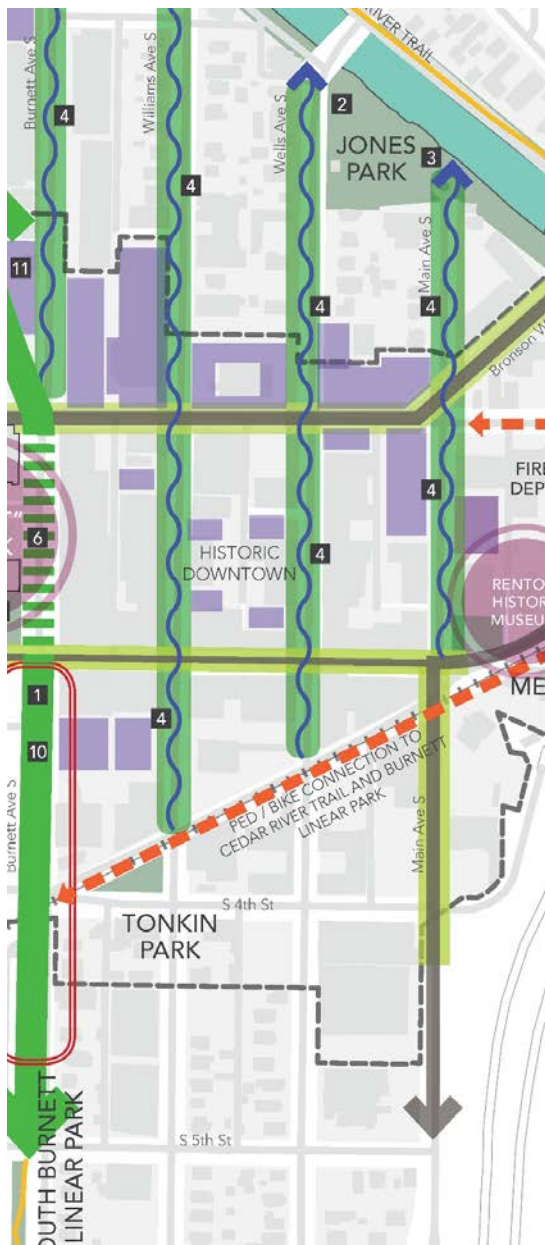 RIVER TRAIL
Burnett Ave S
4
Williams Ave S
4
Wells Ave S
2
JONES
PARK
3
Main Ave S
11
4
4
Bronson W
FIRE
DEP
4
6
HISTORIC
DOWNTOWN
4
RENTO
HISTOR
MUSEU
ME
1
4
10
PED / BIKE CONNECTION TO
CEDAR RIVER TRAIL AND BURNETT
LINEAR PARK
Burnett Ave S
Main Ave S
S 4th St
TONKIN
PARK
OUTH BURNETT
LINEAR PARK
S 5th St